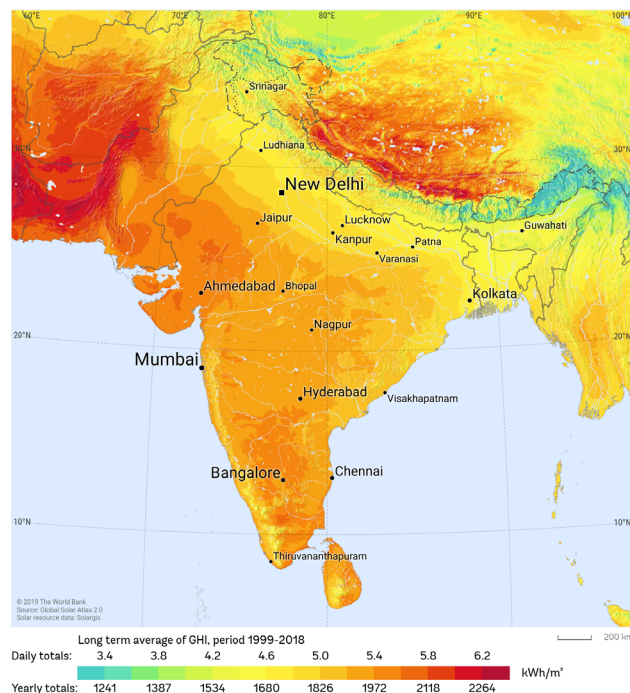 60°E 70°E 80°E 90°E 100°E
Srinagar
Ludhiana
30°N 30°N
New Delhi
Jaipur
Lucknow
Kanpur
Guwahati
Patna
Varanasi
Ahmedabad
Bhopal
Kolkata
Nagpur
20°N 20°N
Mumbai
Hyderabad
Visakhapatnam
Bangalore
Chennai
10°N 10°N
Thiruvananthapuram
© 2019 The World Bank
Source: Global Solar Atlas 2.0
Solar resource data: Solargis
200 km
Long term average of GHI, period 1999-2018
Daily totals: 3.4 3.8 4.2 4.6 5.0 5.4 5.8 6.2
kWh/m²
Yearly totals: 1241 1387 1534 1680 1826 1972 2118 2264